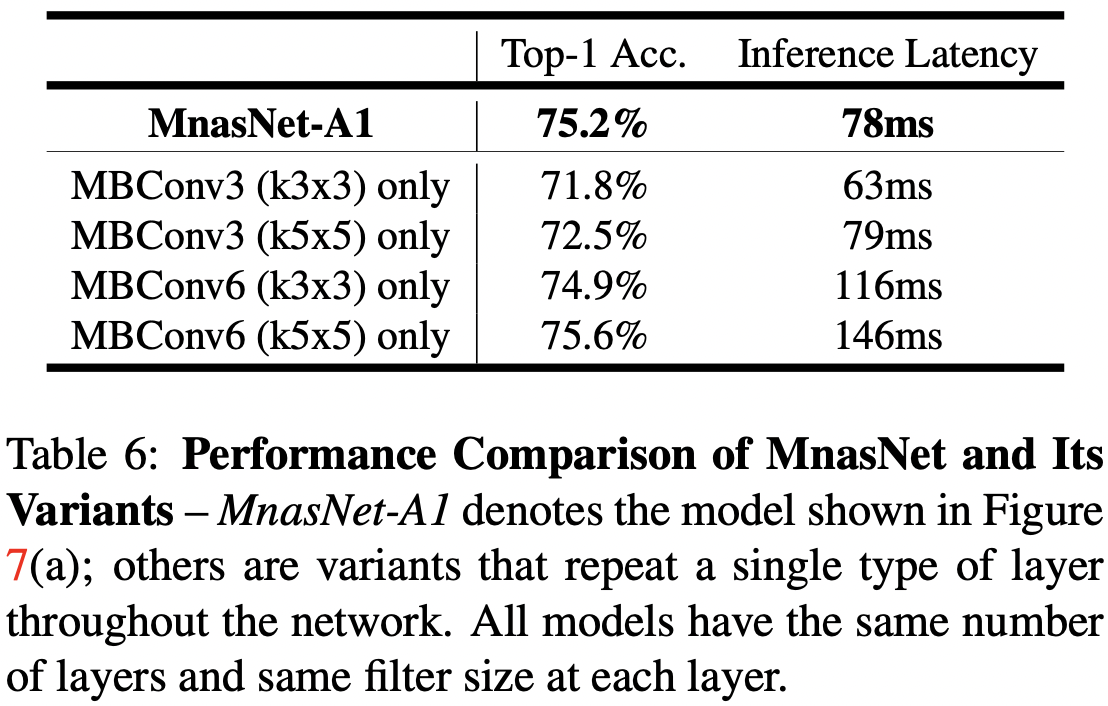 Top-1 Acc. Inference Latency
MnasNet-A1 75.2% 78ms
MBConv3 (k3x3) only 71.8% 63ms
MBConv3 (k5x5) only 72.5% 79ms
MBConv6 (k3x3) only 74.9% 116ms
MBConv6 (k5x5) only 75.6% 146ms
Table 6: Performance Comparison of MnasNet and Its
Variants – MnasNet-A1 denotes the model shown in Figure
7(a); others are variants that repeat a single type of layer
throughout the network. All models have the same number
of layers and same filter size at each layer.